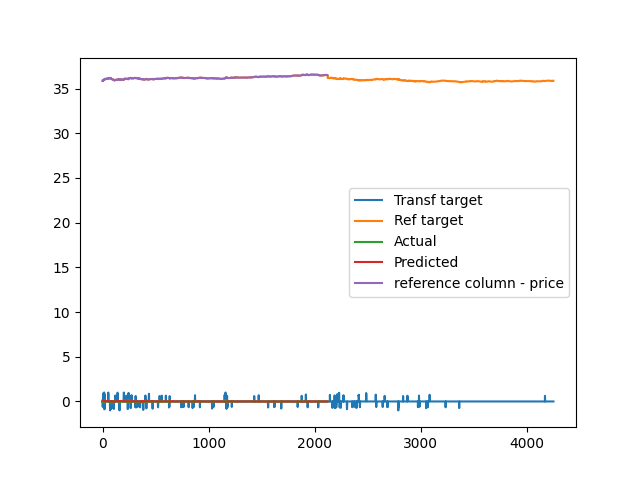 35
30
25
20
15
10
5
0
Transf target
Ref target
Actual
Predicted
reference column - price
0 1000 2000 3000 4000